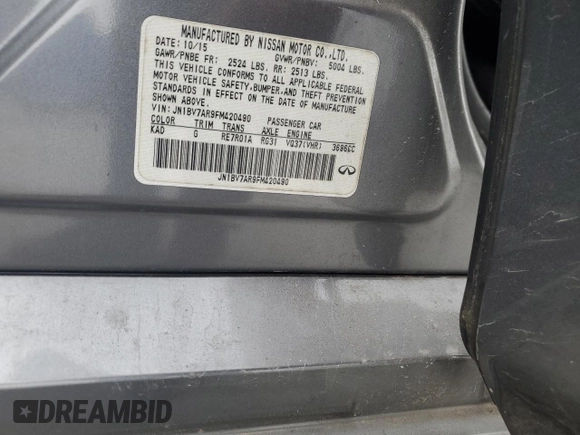 MANUFACTURED BY NISSAN MOTOR CO.,LTD.
DATE: 10/15 GVWR/PNBV: 5004 LBS.
GAWR/PNBE FR: 2524 LBS. RR: 2513 LBS.
THIS VEHICLE CONFORMS TO ALL APPLICABLE FEDERAL
MOTOR VEHICLE SAFETY,BUMPER,AND THEFT PREVENTION
STANDARDS IN EFFECT ON THE DATE OF MANUFACTURE
SHOWN ABOVE.
VIN: JN1BV7AR9FM420490 PASSENGER CAR
COLOR TRIM TRANS AXLE ENGINE
KAD G RE7R01A RG31 VQ37(VHR) 3696CC
JN1BV7AR9FM420490
DREAMBID